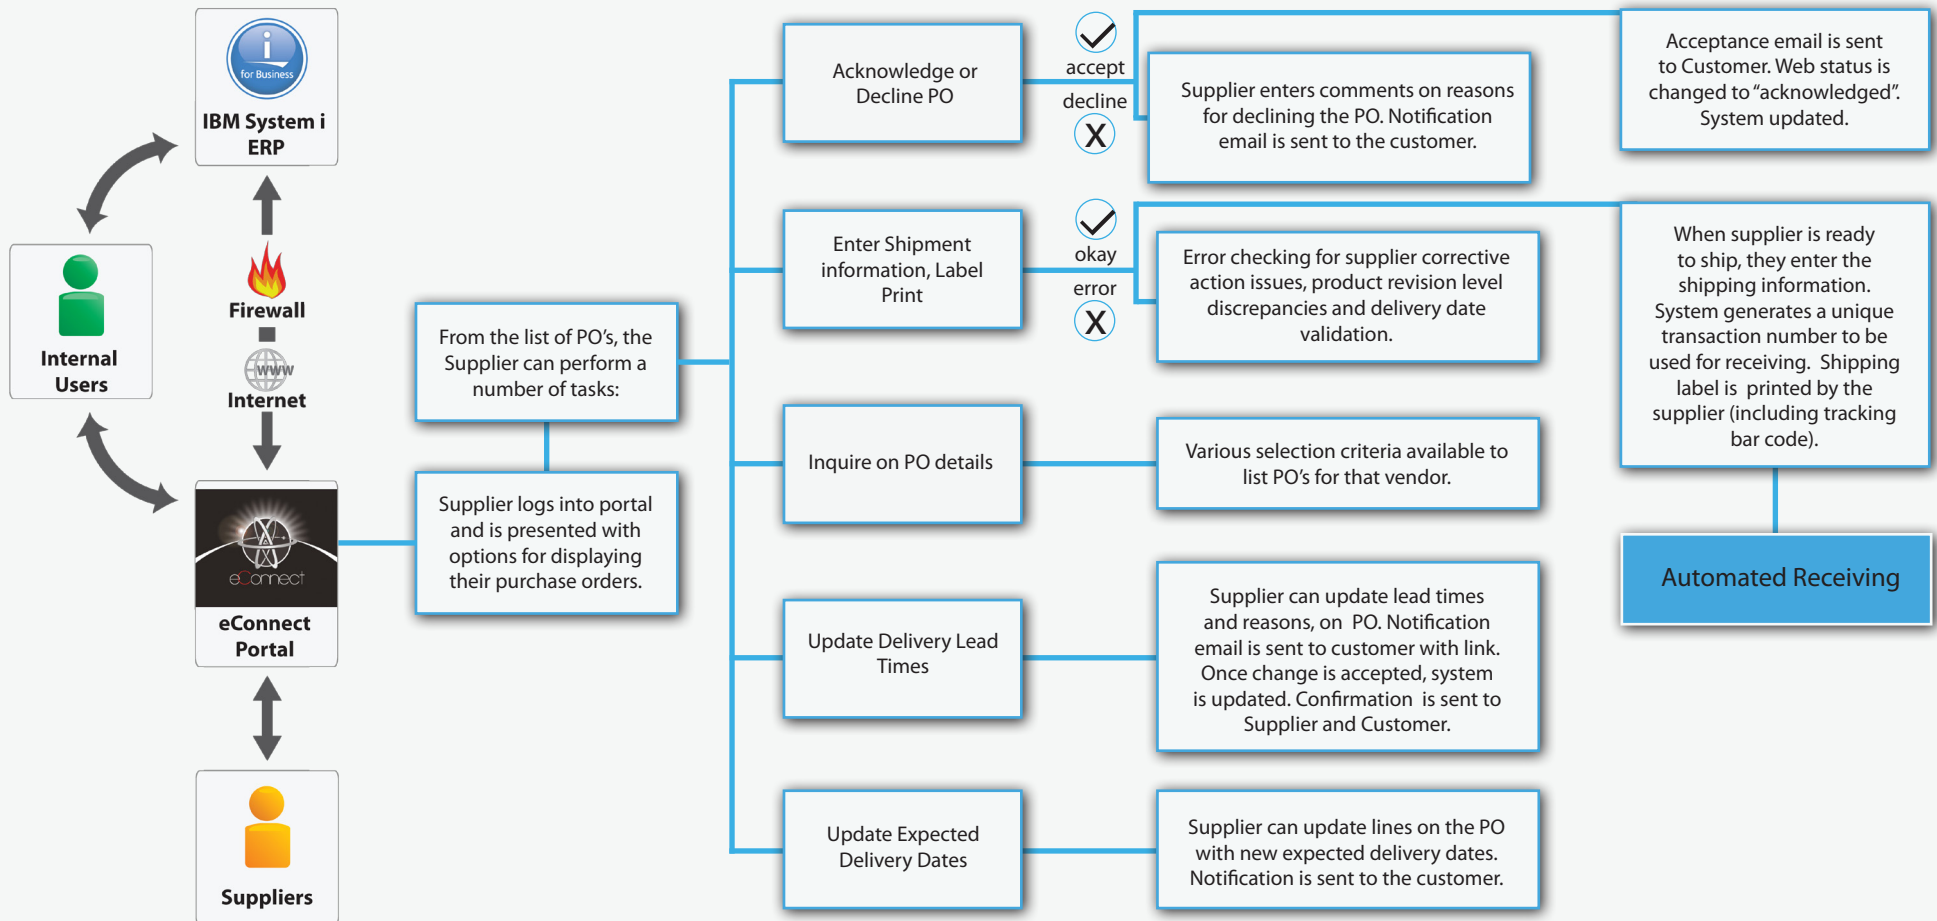 i
for Business
IBM System i
ERP
Internal
Users
Firewall
www
Internet
eConnect
eConnect
Portal
Suppliers
Supplier logs into portal
and is presented with
options for displaying
their purchase orders.
From the list of PO's, the
Supplier can perform a
number of tasks:
Acknowledge or
Decline PO
accept
decline
X
Supplier enters comments on reasons
for declining the PO. Notification
email is sent to the customer.
Acceptance email is sent
to Customer. Web status is
changed to “acknowledged”.
System updated.
Enter Shipment
information, Label
Print
okay
error
X
Error checking for supplier corrective
action issues, product revision level
discrepancies and delivery date
validation.
When supplier is ready
to ship, they enter the
shipping information.
System generates a unique
transaction number to be
used for receiving.  Shipping
label is  printed by the
supplier (including tracking
bar code).
Automated Receiving
Inquire on PO details
Various selection criteria available to
list PO's for that vendor.
Update Delivery Lead
Times
Supplier can update lead times
and reasons, on  PO. Notification
email is sent to customer with link.
Once change is accepted, system
is updated. Confirmation  is sent to
Supplier and Customer.
Update Expected
Delivery Dates
Supplier can update lines on the PO
with new expected delivery dates.
Notification is sent to the customer.